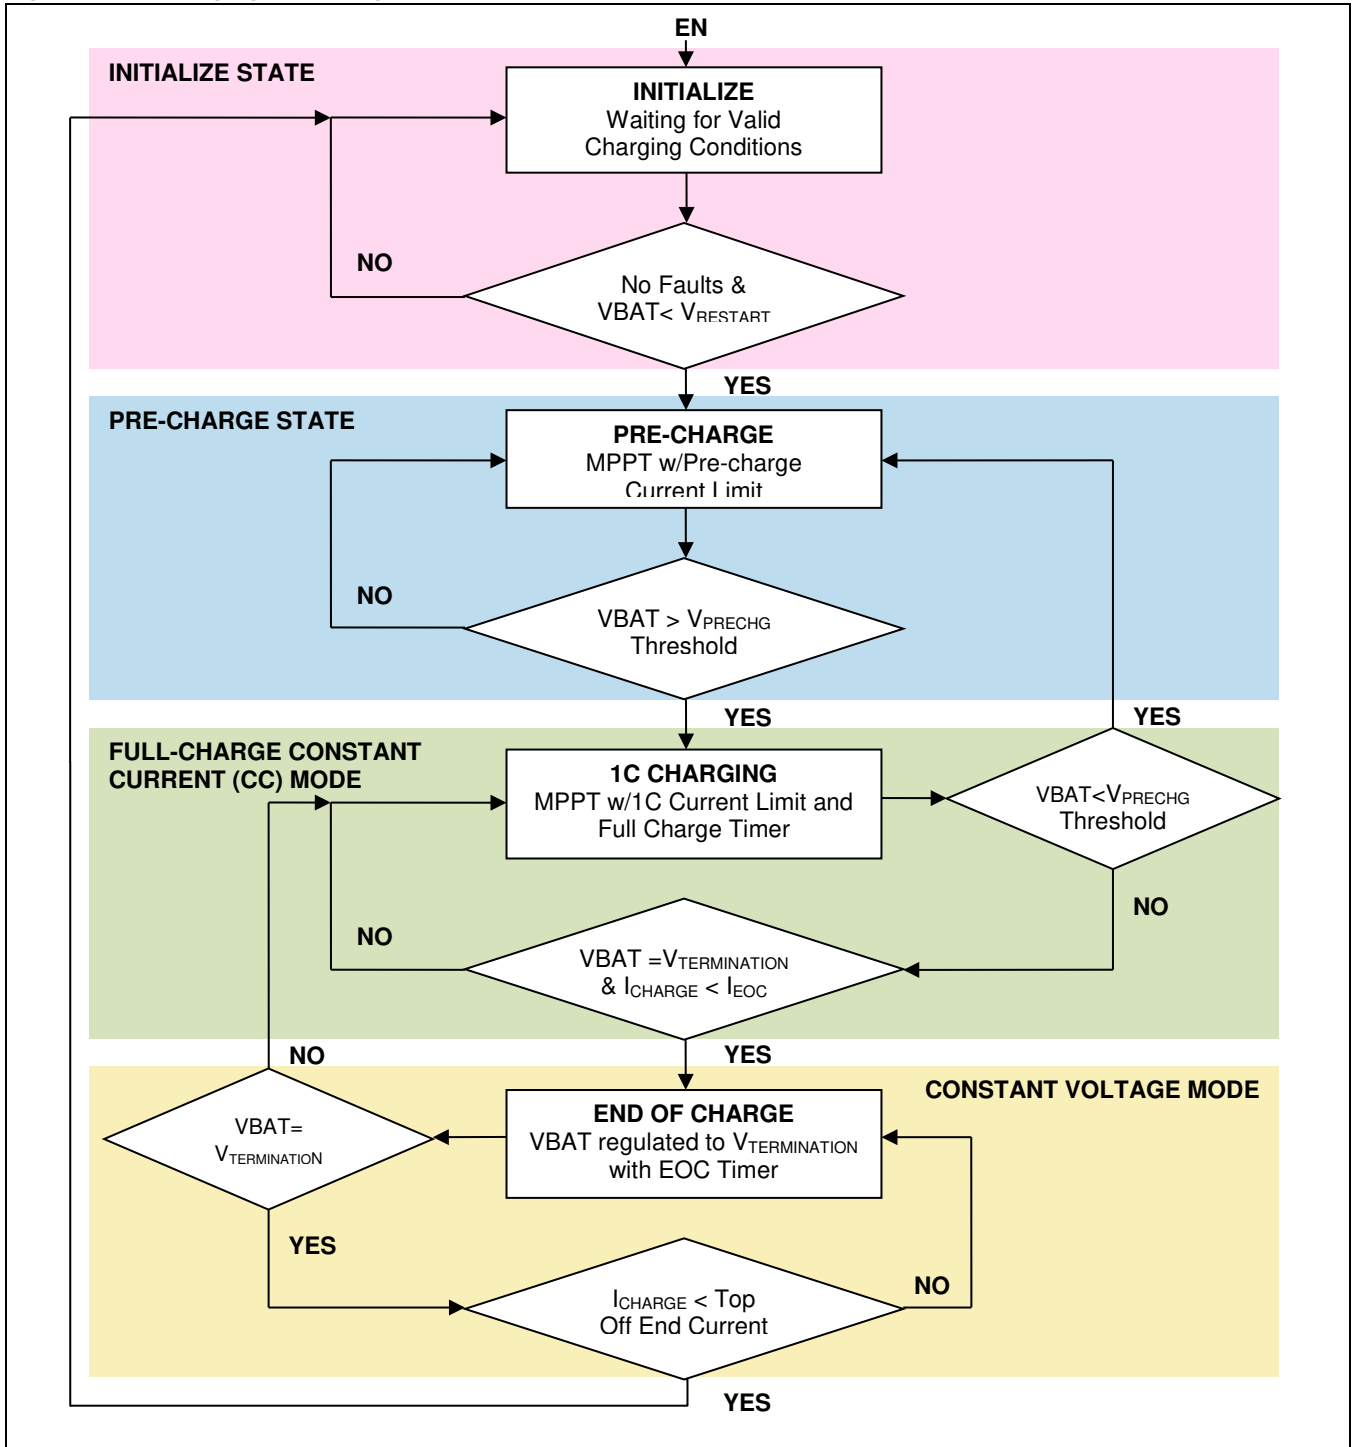 EN
INITIALIZE STATE
INITIALIZE
Waiting for Valid
Charging Conditions
NO
No Faults &
VBAT< VRESTART
YES
PRE-CHARGE STATE
PRE-CHARGE
MPPT w/Pre-charge
Current Limit
NO
VBAT > VPRECHG
Threshold
YES
YES
FULL-CHARGE CONSTANT
CURRENT (CC) MODE
1C CHARGING
MPPT w/1C Current Limit and
Full Charge Timer
VBAT<VPRECHG
Threshold
NO
NO
VBAT =VTERMINATION
& ICHARGE < IEOC
YES
NO
CONSTANT VOLTAGE MODE
END OF CHARGE
VBAT regulated to VTERMINATION
with EOC Timer
VBAT=
VTERMINATION
YES
NO
ICHARGE < Top
Off End Current
YES